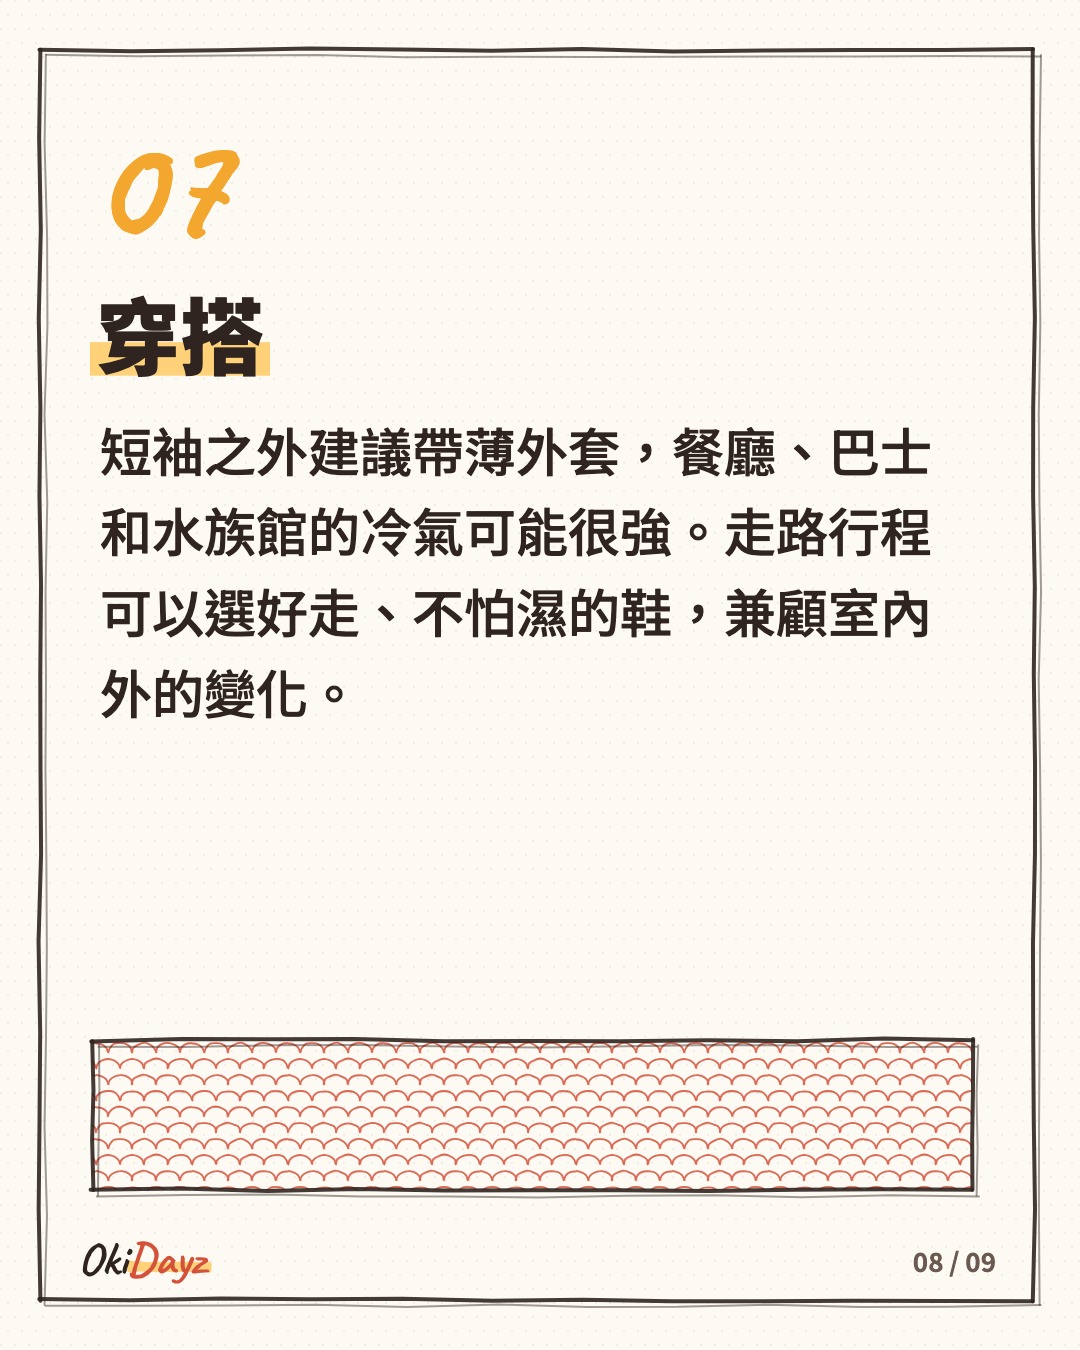 07
穿搭
短袖之外建議帶薄外套，餐廳、巴士
和水族館的冷氣可能很強。走路行程
可以選好走、不怕濕的鞋，兼顧室內
外的變化。
OkiDayz
08 / 09